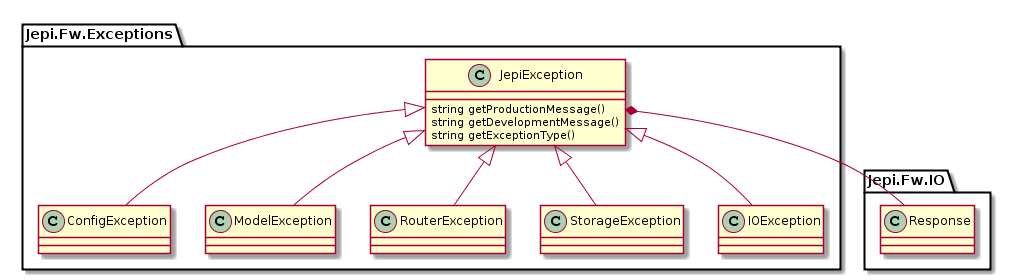 Jepi.Fw.Exceptions
C JepiException
string getProductionMessage()
string getDevelopmentMessage()
string getExceptionType()
Jepi.Fw.IO
C ConfigException
C ModelException
C RouterException
C StorageException
C IOException
C Response